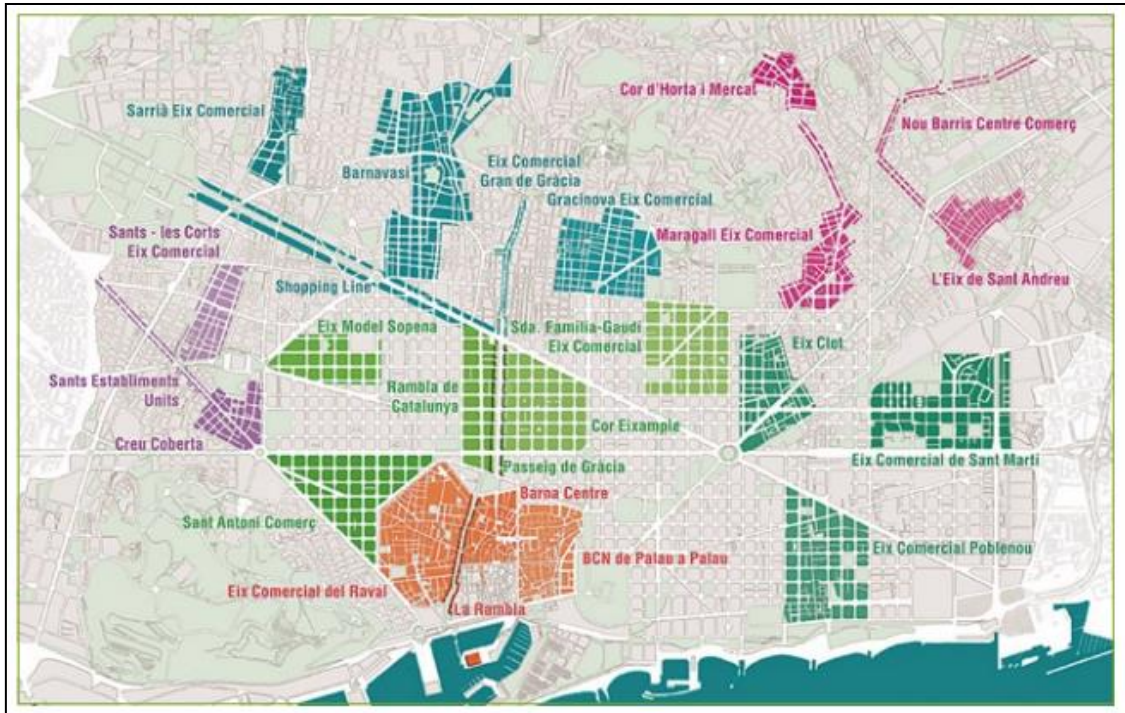 Sarrià Eix Comercial
Barnavasi
Eix Comercial
Gran de Gràcia
Gracinova Eix Comercial
Cor d'Horta i Mercat
Nou Barris Centre Comerç
Maragall Eix Comercial
L'Eix de Sant Andreu
Sants - les Corts
Eix Comercial
Shopping Line
Eix Model Sopena
Sda. Família-Gaudí
Eix Comercial
Eix Clot
Sants Establiments
Units
Rambla de
Catalunya
Creu Coberta
Cor Eixample
Passeig de Gràcia
Eix Comercial de Sant Martí
Sant Antoni Comerç
Barna Centre
BCN de Palau a Palau
Eix Comercial Poblenou
Eix Comercial del Raval
La Rambla